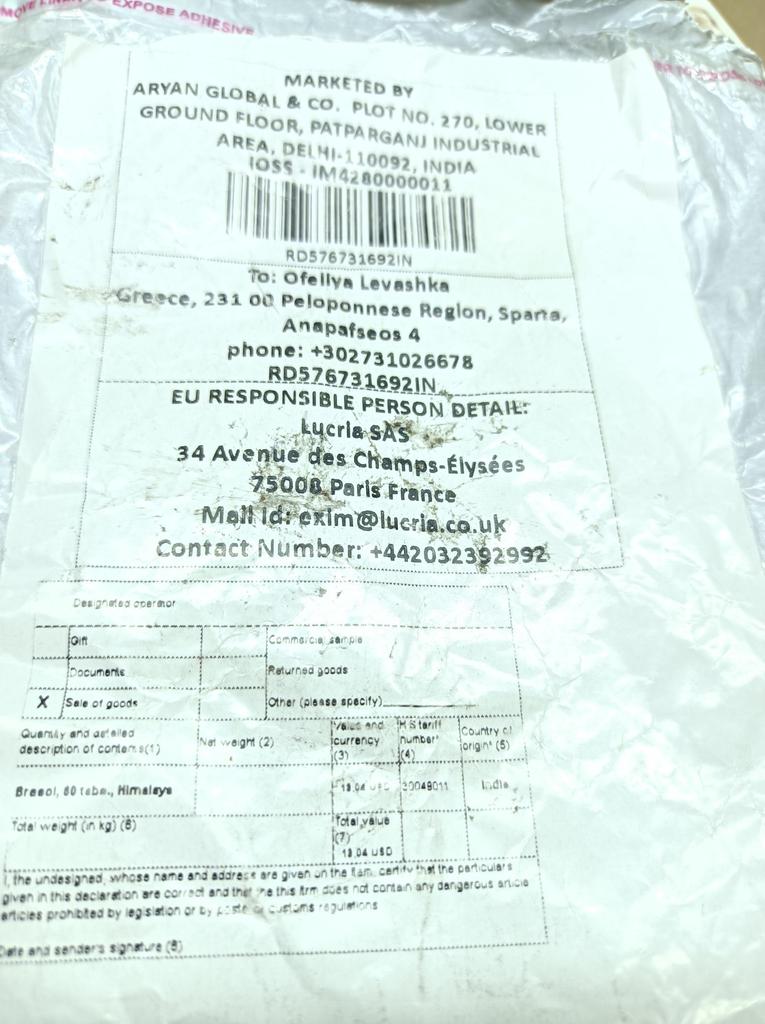 EXPOSE ADHESIVE
MARKETED BY
ARYAN GLOBAL & CO. PLOT NO. 270, LOWER
GROUND FLOOR, PATPARGANJ INDUSTRIAL
AREA, DELHI-110092, INDIA
IOSS - IM4280000011
RD576731692IN
To: Ofeliya Levashka
Greece, 231 00 Peloponnese Region, Sparta,
Anapafseos 4
phone: +302731026678
RD576731692IN
EU RESPONSIBLE PERSON DETAIL:
Lucria SAS
34 Avenue des Champs-Élysées
75008 Paris France
Mail id: exim@lucria.co.uk
Contact Number: +442032392992
Designated operator
Gift Commercial sample
Documents Returned goods
X Sale of goods Other (please specify)
Quantity and detailed description of contents(1) Net weight (2) Value and currency (3) HS tariff number* (4) Country of origin* (5)
Bresol, 60 tabs., Himalaya 13.04 USD 30049011 India
Total weight (in kg) (6) Total value (7)
13.04 USD
I, the undesigned, whose name and address are given on the item, certify that the particulars
given in this declaration are correct and that the this itrm does not contain any dangerous article
articles prohibited by legislation or by poste or customs regulations
Date and sender's signature (8)